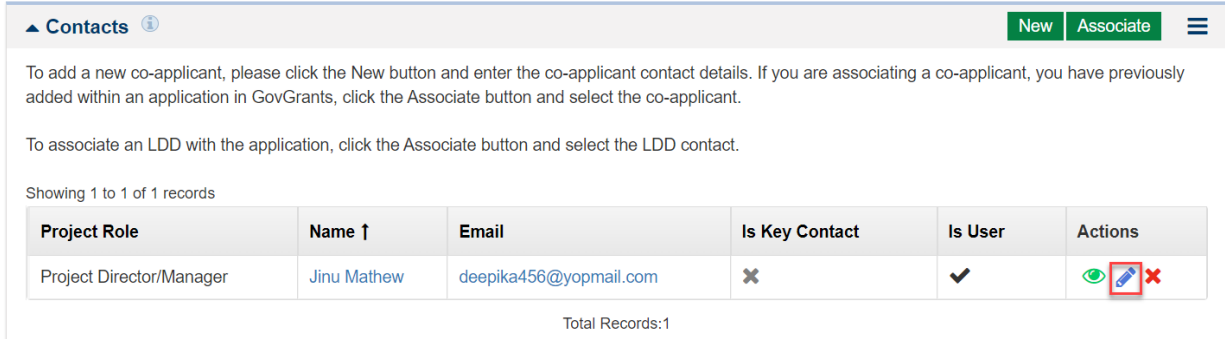 Contacts
New Associate
To add a new co-applicant, please click the New button and enter the co-applicant contact details. If you are associating a co-applicant, you have previously
added within an application in GovGrants, click the Associate button and select the co-applicant.
To associate an LDD with the application, click the Associate button and select the LDD contact.
Showing 1 to 1 of 1 records
Project Role Name Email Is Key Contact Is User Actions
Project Director/Manager Jinu Mathew deepika456@yopmail.com
Total Records:1